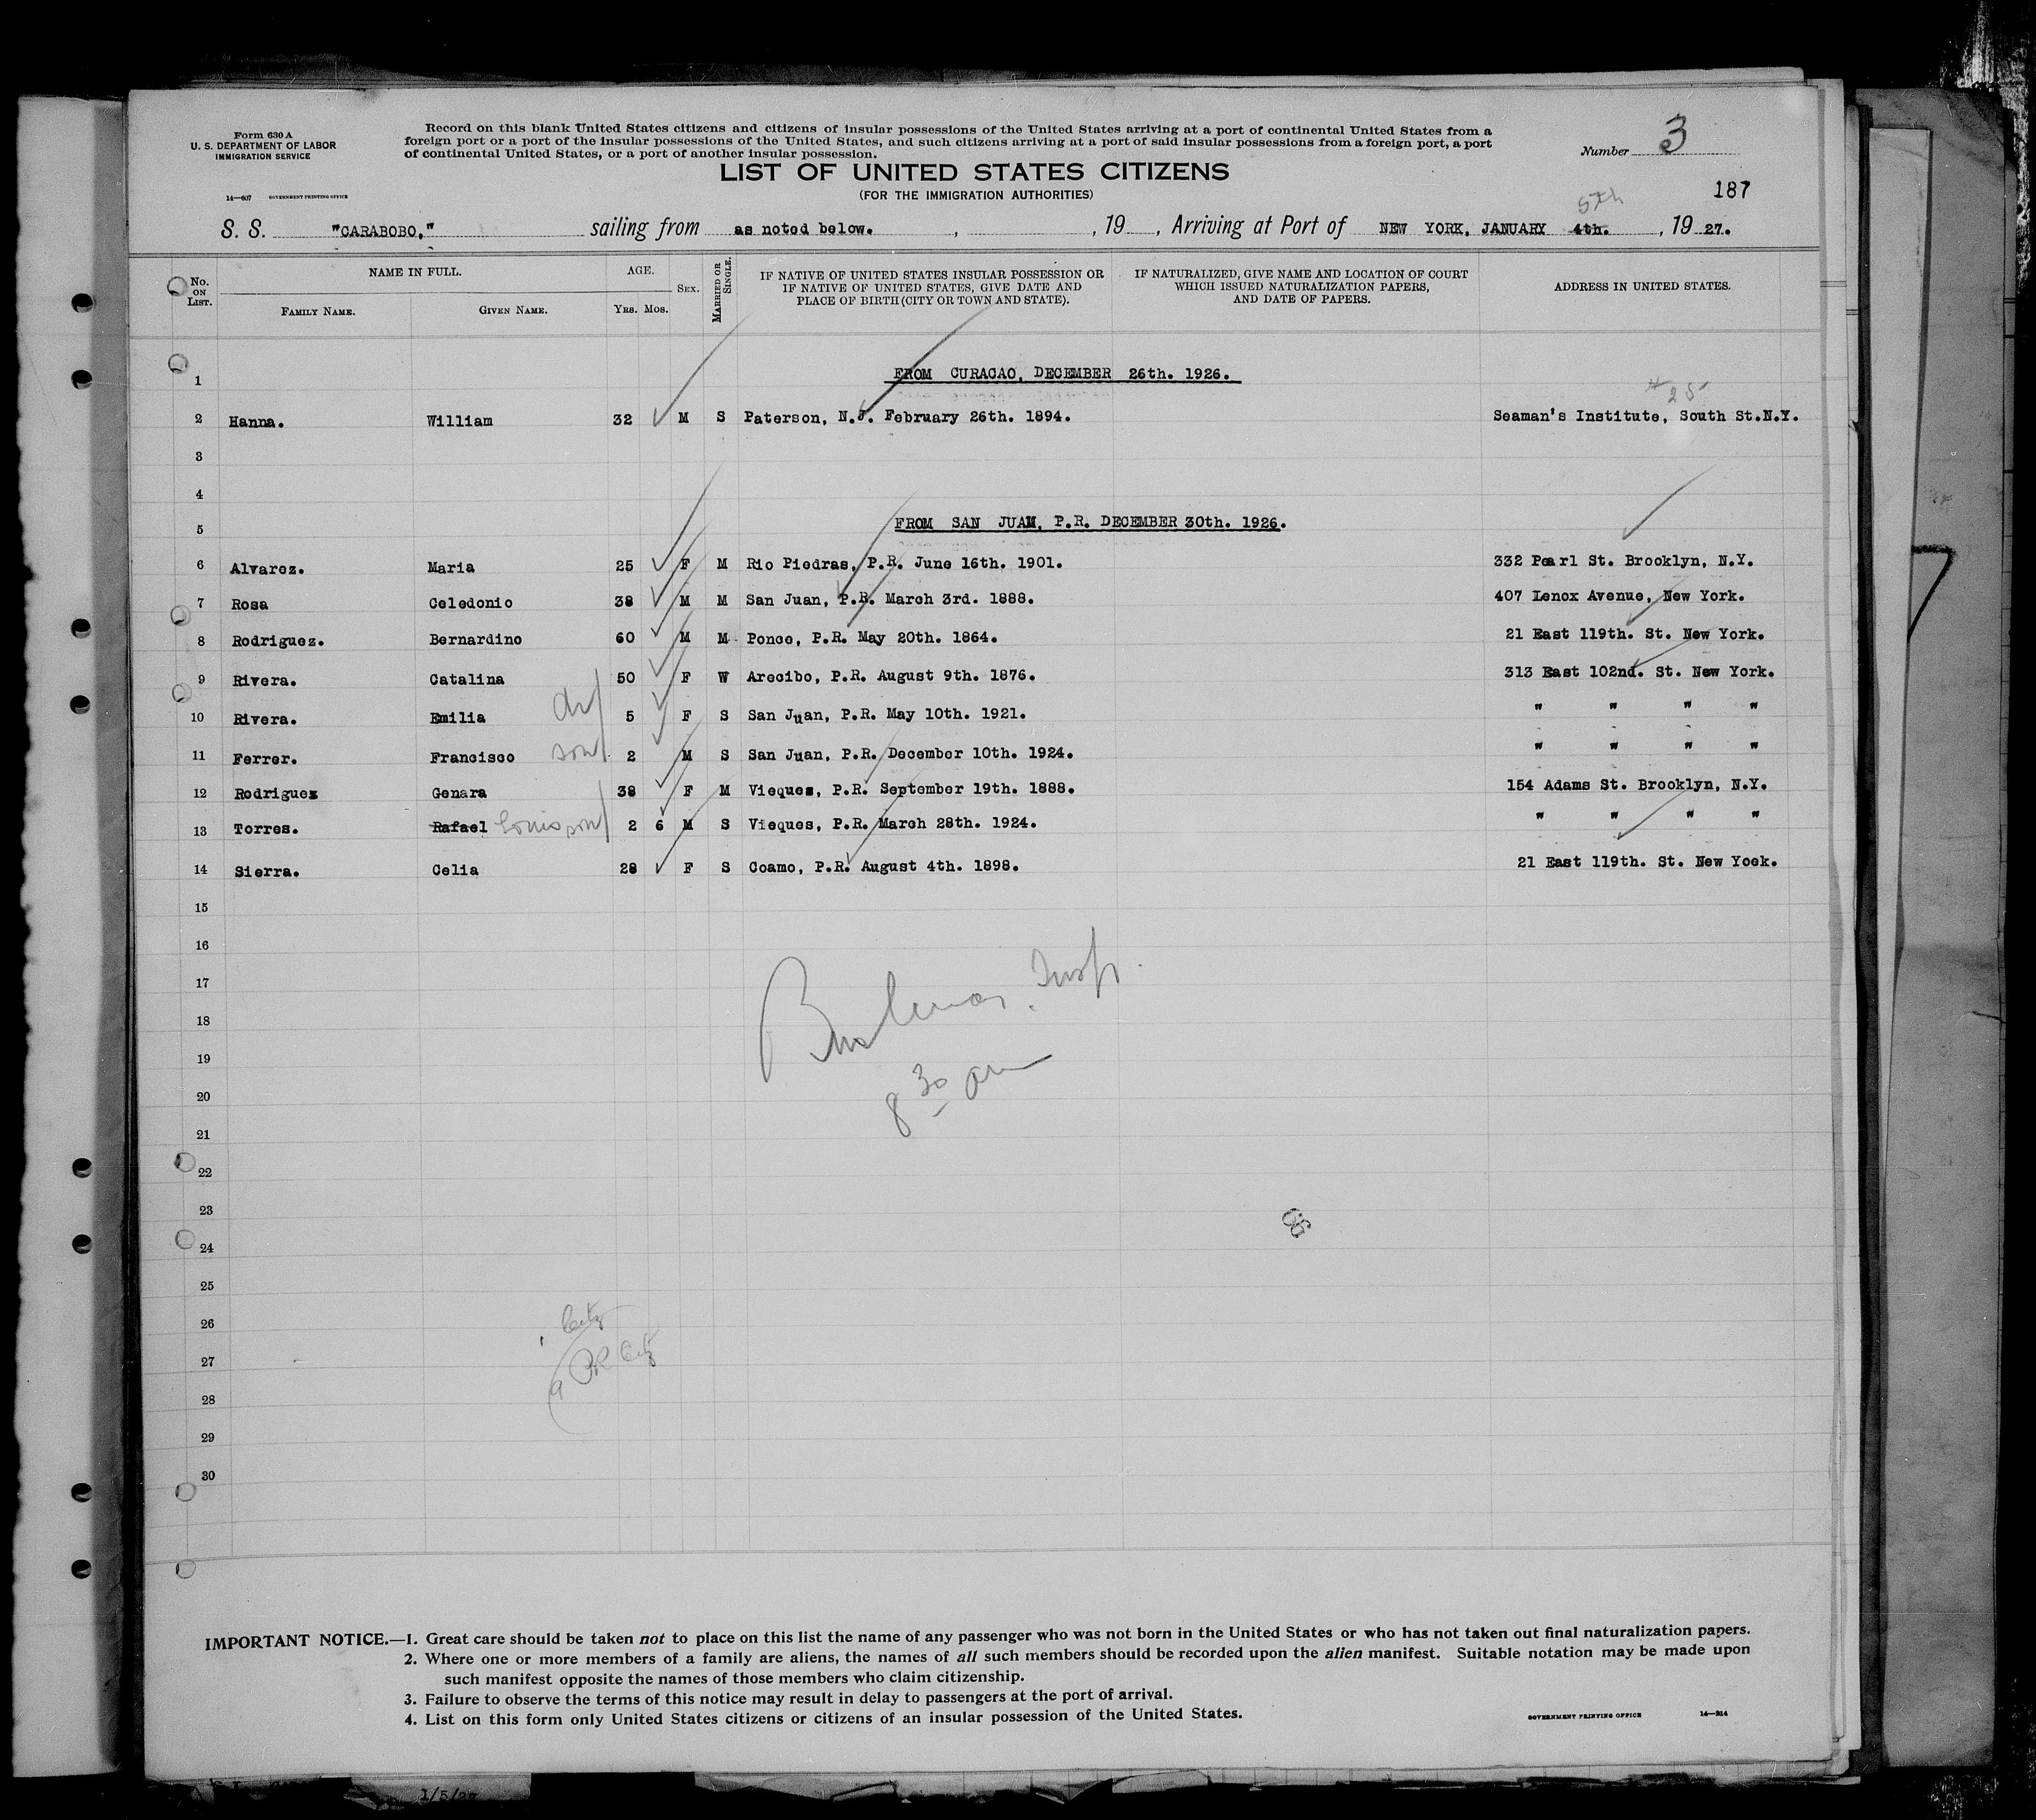 Form 630 A
U. S. DEPARTMENT OF LABOR
IMMIGRATION SERVICE
14—607 GOVERNMENT PRINTING OFFICE
Record on this blank United States citizens and citizens of insular possessions of the United States arriving at a port of continental United States from a
foreign port or a port of the insular possessions of the United States, and such citizens arriving at a port of said insular possessions from a foreign port, a port
of continental United States, or a port of another insular possession.
Number 3
LIST OF UNITED STATES CITIZENS
(FOR THE IMMIGRATION AUTHORITIES)
187
5th
S. S. "CARABOBO," sailing from as noted below. , , 19 , Arriving at Port of NEW YORK, JANUARY 4th. , 19 27.
No. ON LIST. NAME IN FULL. FAMILY NAME. GIVEN NAME. AGE. YRS. MOS. SEX. MARRIED OR SINGLE. IF NATIVE OF UNITED STATES INSULAR POSSESSION OR IF NATIVE OF UNITED STATES, GIVE DATE AND PLACE OF BIRTH (CITY OR TOWN AND STATE). IF NATURALIZED, GIVE NAME AND LOCATION OF COURT WHICH ISSUED NATURALIZATION PAPERS, AND DATE OF PAPERS. ADDRESS IN UNITED STATES.
1 FROM CURACAO, DECEMBER 26th. 1926.
25
2 Hanna. William 32 M S Paterson, N.J. February 26th. 1894. Seaman's Institute, South St.N.Y.
3
4
5 FROM SAN JUAN, P.R. DECEMBER 30th. 1926.
6 Alvarez. Maria 25 F M Rio Piedras, P.R. June 16th. 1901. 332 Pearl St. Brooklyn, N.Y.
7 Rosa Celedonio 38 M M San Juan, P.R. March 3rd. 1888. 407 Lenox Avenue, New York.
8 Rodriguez. Bernardino 60 M M Ponce, P.R. May 20th. 1864. 21 East 119th. St. New York.
9 Rivera. Catalina 50 F W Arecibo, P.R. August 9th. 1876. 313 East 102nd. St. New York.
10 Rivera. Emilia 5 F S San Juan, P.R. May 10th. 1921. " " " "
11 Ferrer. Francisco son 2 M S San Juan, P.R. December 10th. 1924. " " " "
12 Rodriguez Genara 38 F M Vieques, P.R. September 19th. 1888. 154 Adams St. Brooklyn, N.Y.
13 Torres. Rafael son 2 6 M S Vieques, P.R. March 28th. 1924. " " " "
14 Sierra. Celia 28 F S Coamo, P.R. August 4th. 1898. 21 East 119th. St. New Yoek.
15
16
17
18
19
20
21
22
23
24
25
26
27
28
29
30
Insp.
8 30 am
Citz
9 PR Citz
IMPORTANT NOTICE.—1. Great care should be taken not to place on this list the name of any passenger who was not born in the United States or who has not taken out final naturalization papers.
2. Where one or more members of a family are aliens, the names of all such members should be recorded upon the alien manifest. Suitable notation may be made upon
such manifest opposite the names of those members who claim citizenship.
3. Failure to observe the terms of this notice may result in delay to passengers at the port of arrival.
4. List on this form only United States citizens or citizens of an insular possession of the United States.
GOVERNMENT PRINTING OFFICE 14—214
1/5/27